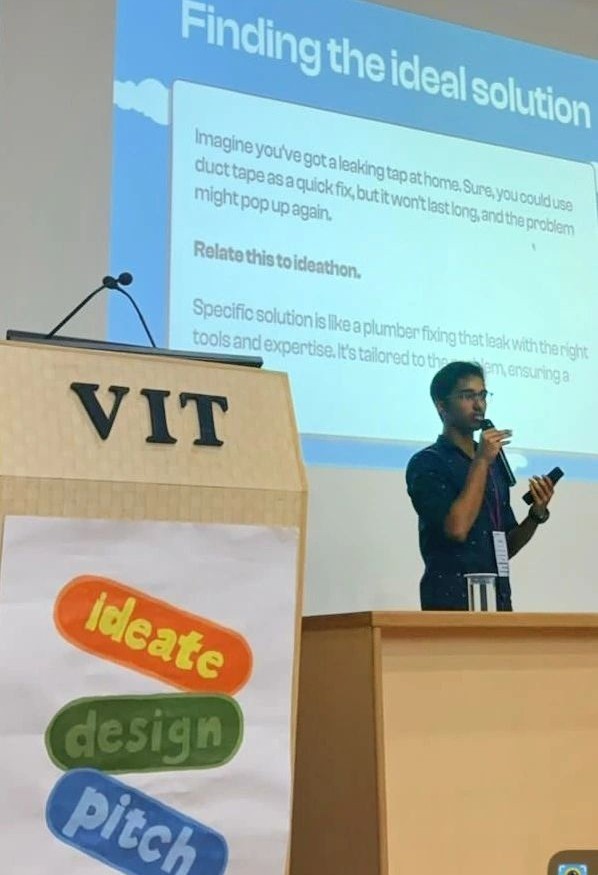 Finding the ideal solution
Imagine you've got a leaking tap at home. Sure, you could use
duct tape as a quick fix, but it won't last long, and the problem
might pop up again.
Relate this to ideathon.
Specific solution is like a plumber fixing that leak with the right
tools and expertise. It's tailored to the ensuring a
VIT
ideate
design
pitch